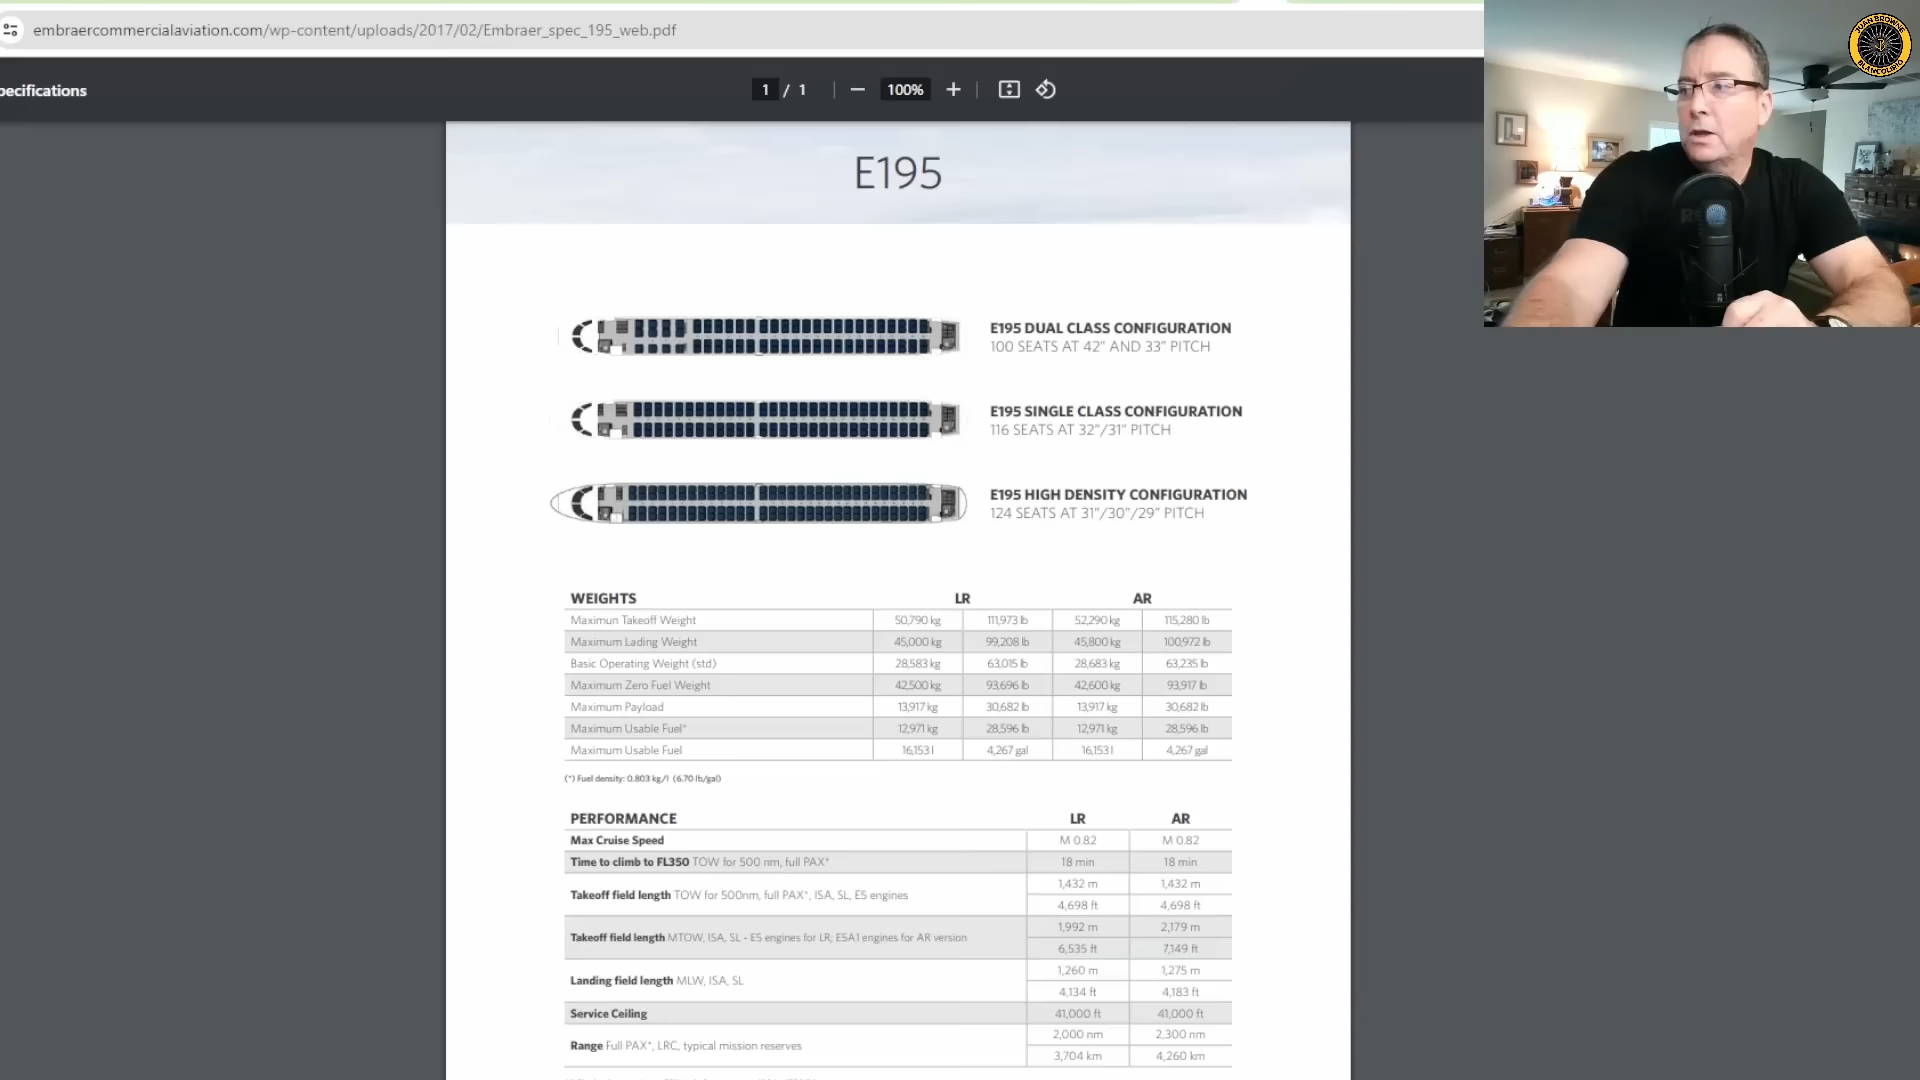 embraercommercialaviation.com/wp-content/uploads/2017/02/Embraer_spec_195_web.pdf
JUAN BROWNE
BLANCOLIRIO
pecifications
1 / 1
100%
E195
E195 DUAL CLASS CONFIGURATION
100 SEATS AT 42" AND 33" PITCH
E195 SINGLE CLASS CONFIGURATION
116 SEATS AT 32"/31" PITCH
E195 HIGH DENSITY CONFIGURATION
124 SEATS AT 31"/30"/29" PITCH
WEIGHTS LR AR
Maximun Takeoff Weight 50,790 kg 111,973 lb 52,290 kg 115,280 lb
Maximum Lading Weight 45,000 kg 99,208 lb 45,800 kg 100,972 lb
Basic Operating Weight (std) 28,583 kg 63,015 lb 28,683 kg 63,235 lb
Maximum Zero Fuel Weight 42,500 kg 93,696 lb 42,600 kg 93,917 lb
Maximum Payload 13,917 kg 30,682 lb 13,917 kg 30,682 lb
Maximum Usable Fuel* 12,971 kg 28,596 lb 12,971 kg 28,596 lb
Maximum Usable Fuel 16,153 l 4,267 gal 16,153 l 4,267 gal
(*) Fuel density: 0.803 kg/l (6.70 lb/gal)
PERFORMANCE LR AR
Max Cruise Speed M 0.82 M 0.82
Time to climb to FL350 TOW for 500 nm, full PAX* 18 min 18 min
Takeoff field length TOW for 500nm, full PAX*, ISA, SL, E5 engines
1,432 m 1,432 m
4,698 ft 4,698 ft
Takeoff field length MTOW, ISA, SL - E5 engines for LR; E5A1 engines for AR version
1,992 m 2,179 m
6,535 ft 7,149 ft
Landing field length MLW, ISA, SL
1,260 m 1,275 m
4,134 ft 4,183 ft
Service Ceiling 41,000 ft 41,000 ft
Range Full PAX*, LRC, typical mission reserves
2,000 nm 2,300 nm
3,704 km 4,260 km